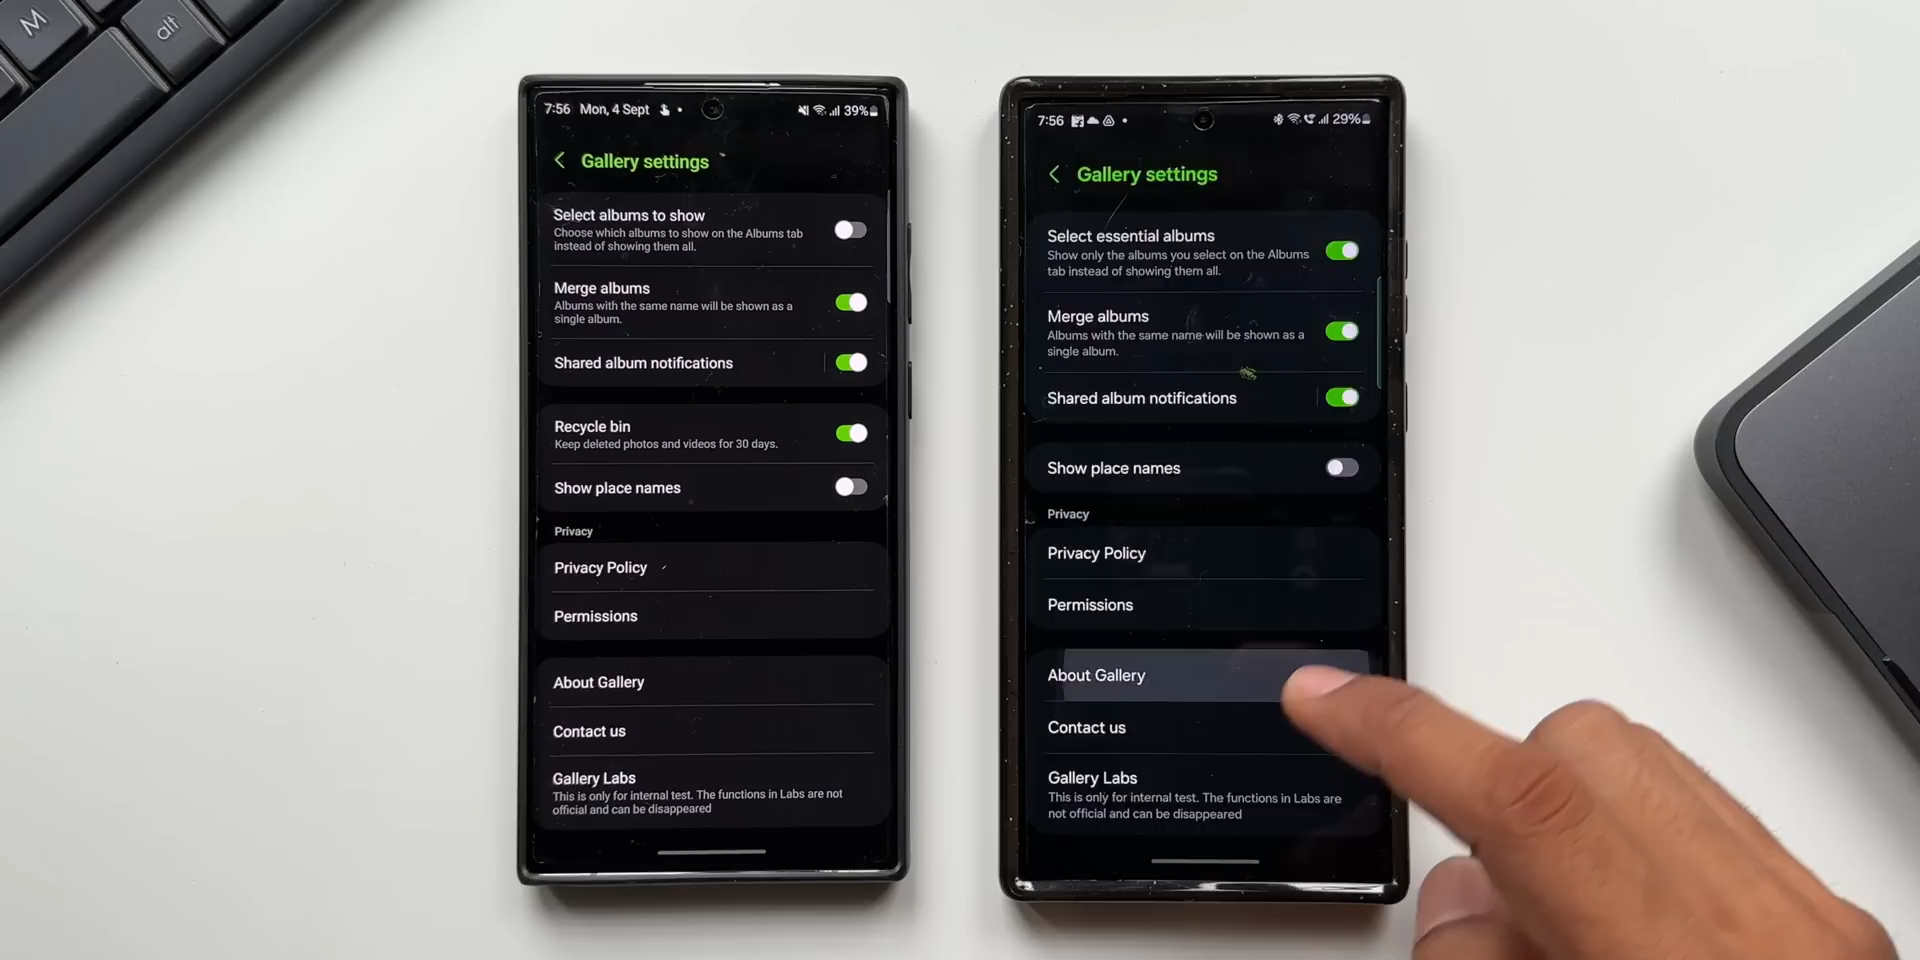 M
alt
7:56 Mon, 4 Sept
39%
Gallery settings
Select albums to show
Choose which albums to show on the Albums tab
instead of showing them all.
Merge albums
Albums with the same name will be shown as a
single album.
Shared album notifications
Recycle bin
Keep deleted photos and videos for 30 days.
Show place names
Privacy
Privacy Policy
Permissions
About Gallery
Contact us
Gallery Labs
This is only for internal test. The functions in Labs are not
official and can be disappeared
7:56
29%
Gallery settings
Select essential albums
Show only the albums you select on the Albums
tab instead of showing them all.
Merge albums
Albums with the same name will be shown as a
single album.
Shared album notifications
Show place names
Privacy
Privacy Policy
Permissions
About Gallery
Contact us
Gallery Labs
This is only for internal test. The functions in Labs are
not official and can be disappeared